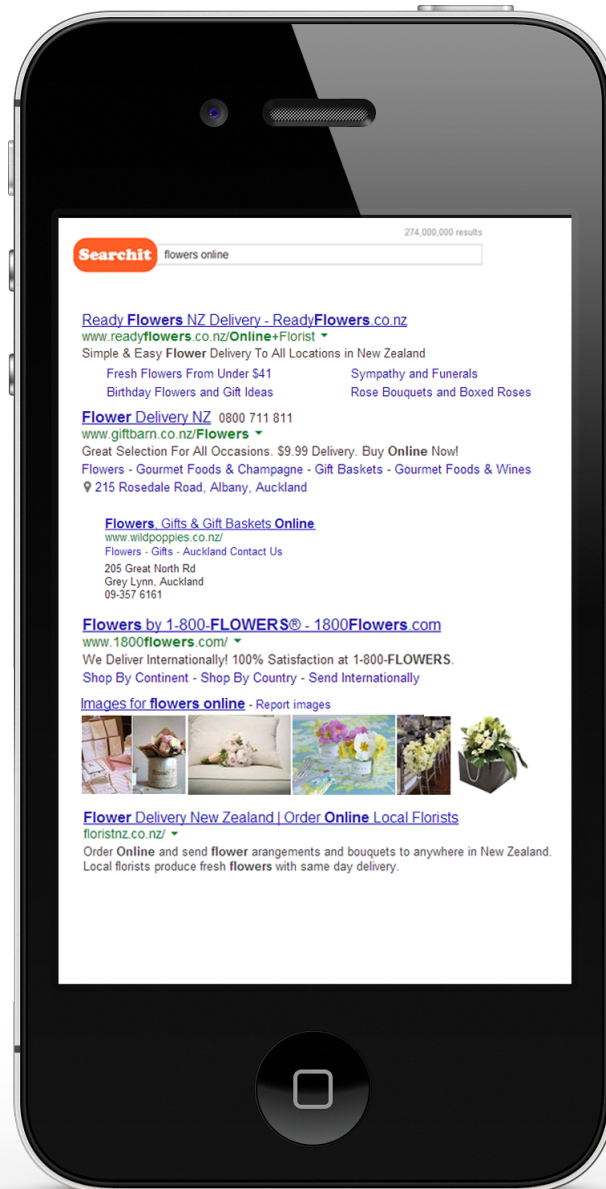 274,000,000 results
Searchit flowers online
Ready Flowers NZ Delivery - ReadyFlowers.co.nz
www.readyflowers.co.nz/Online+Florist
Simple & Easy Flower Delivery To All Locations in New Zealand
Fresh Flowers From Under $41 Sympathy and Funerals
Birthday Flowers and Gift Ideas Rose Bouquets and Boxed Roses
Flower Delivery NZ 0800 711 811
www.giftbarn.co.nz/Flowers
Great Selection For All Occasions. $9.99 Delivery. Buy Online Now!
Flowers - Gourmet Foods & Champagne - Gift Baskets - Gourmet Foods & Wines
215 Rosedale Road, Albany, Auckland
Flowers, Gifts & Gift Baskets Online
www.wildpoppies.co.nz/
Flowers - Gifts - Auckland Contact Us
205 Great North Rd
Grey Lynn, Auckland
09-357 6161
Flowers by 1-800-FLOWERS® - 1800Flowers.com
www.1800flowers.com/
We Deliver Internationally! 100% Satisfaction at 1-800-FLOWERS.
Shop By Continent - Shop By Country - Send Internationally
Images for flowers online - Report images
Flower Delivery New Zealand | Order Online Local Florists
floristnz.co.nz/
Order Online and send flower arangements and bouquets to anywhere in New Zealand.
Local florists produce fresh flowers with same day delivery.